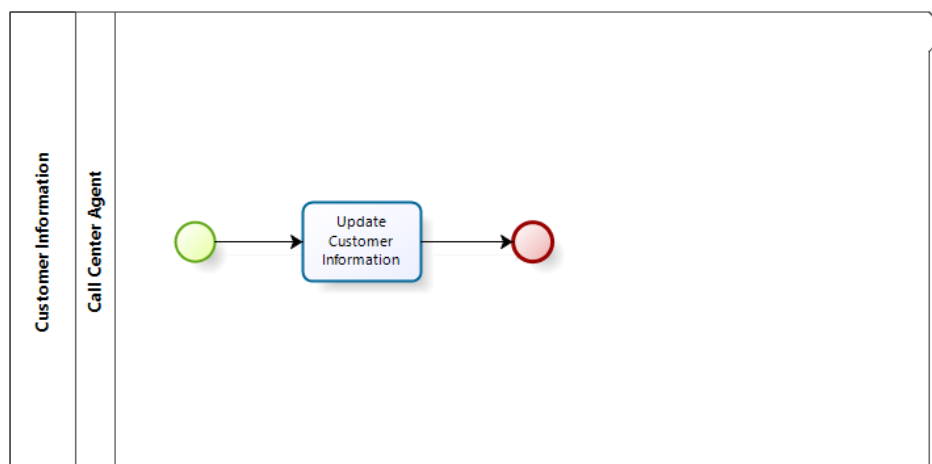 Customer Information
Call Center Agent
Update
Customer
Information